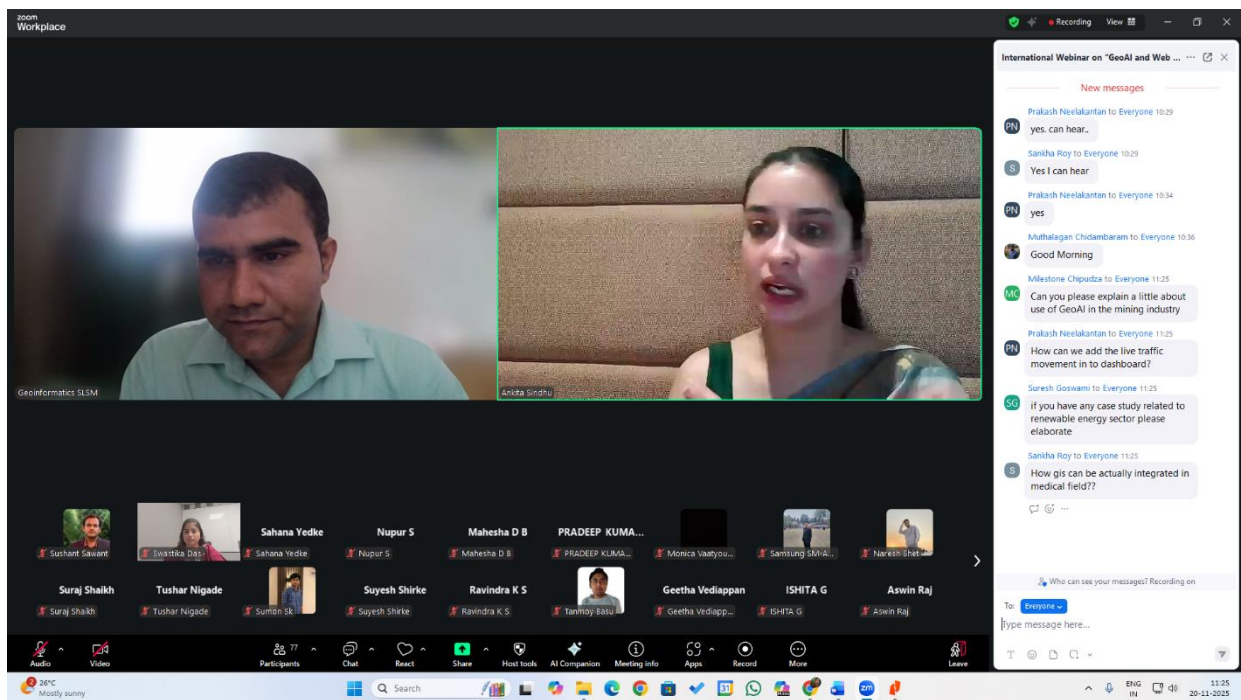 zoom
Workplace
Recording
View
International Webinar on "GeoAI and Web ...
New messages
Prakash Neelakantan to Everyone 10:29
PN
yes. can hear..
Sankha Roy to Everyone 10:29
S
Yes I can hear
Prakash Neelakantan to Everyone 10:34
PN
yes
Muthalagan Chidambaram to Everyone 10:36
Good Morning
Milestone Chipudza to Everyone 11:25
MC
Can you please explain a little about
use of GeoAI in the mining industry
Prakash Neelakantan to Everyone 11:25
PN
How can we add the live traffic
movement in to dashboard?
Suresh Goswami to Everyone 11:25
SG
if you have any case study related to
renewable energy sector please
elaborate
Sankha Roy to Everyone 11:25
S
How gis can be actually integrated in
medical field??
Who can see your messages? Recording on
To: Everyone
Type message here...
Geoinformatics SLSM
Ankita Sindhu
Sahana Yedke
Nupur S
Mahesha D B
PRADEEP KUMA...
Sushant Sawant
Swastika Das
Sahana Yedke
Nupur S
Mahesha D B
PRADEEP KUMA...
Monica Vaatyou...
Samsung SM-A...
Naresh Shet
Suraj Shaikh
Tushar Nigade
Suyesh Shirke
Ravindra K S
Geetha Vediappan
ISHITA G
Aswin Raj
Suraj Shaikh
Tushar Nigade
Suman Sk
Suyesh Shirke
Ravindra K S
Tanmoy Basu
Geetha Vediapp...
ISHITA G
Aswin Raj
Audio
Video
Participants
77
Chat
React
Share
Host tools
AI Companion
Meeting info
Apps
Record
More
Leave
26°C
Mostly sunny
Search
zm
ENG
IN
11:25
20-11-2025